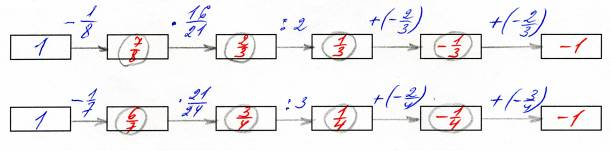 1 -1/8 7/8 · 16/21 2/3 : 2 1/3 +(-2/3) -1/3 +(-2/3) -1
1 -1/7 6/7 · 21/24 3/4 : 3 1/4 +(-2/4) -1/4 +(-3/4) -1